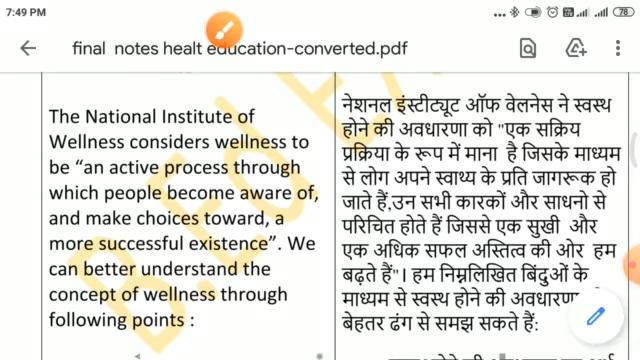 7:49 PM
78
final notes healt education-converted.pdf
The National Institute of
Wellness considers wellness to
be “an active process through
which people become aware of,
and make choices toward, a
more successful existence”. We
can better understand the
concept of wellness through
following points :
नेशनल इंस्टीट्यूट ऑफ वेलनेस ने स्वस्थ
होने की अवधारणा को "एक सक्रिय
प्रक्रिया के रूप में माना है जिसके माध्यम
से लोग अपने स्वाथ्य के प्रति जागरूक हो
जाते हैं, उन सभी कारकों और साधनो से
परिचित होते हैं जिससे एक सुखी और
एक अधिक सफल अस्तित्व की ओर हम
बढ़ते हैं"। हम निम्नलिखित बिंदुओं के
माध्यम से स्वस्थ होने की अवधारणा
बेहतर ढंग से समझ सकते हैं:
B.Ed